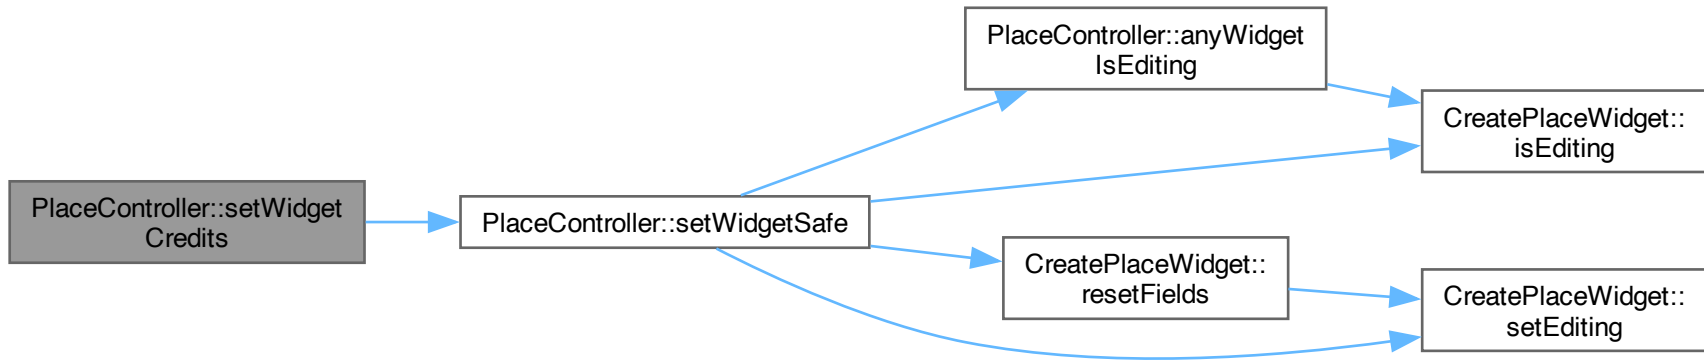 PlaceController::setWidget
Credits
PlaceController::setWidgetSafe
PlaceController::anyWidget
IsEditing
CreatePlaceWidget::
isEditing
CreatePlaceWidget::
resetFields
CreatePlaceWidget::
setEditing